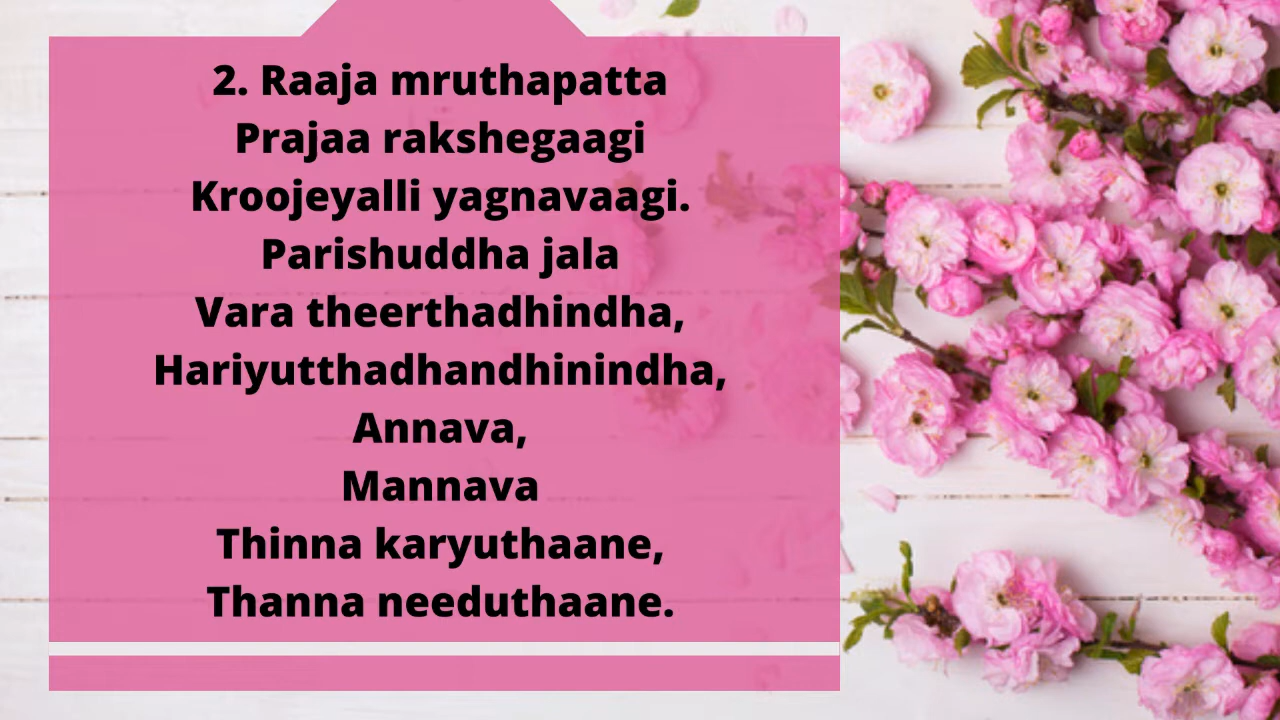 2. Raaja mruthapatta
Prajaa rakshegaagi
Kroojeyalli yagnavaagi.
Parishuddha jala
Vara theerthadhindha,
Hariyutthadhandhinindha,
Annava,
Mannava
Thinna karyuthaane,
Thanna needuthaane.